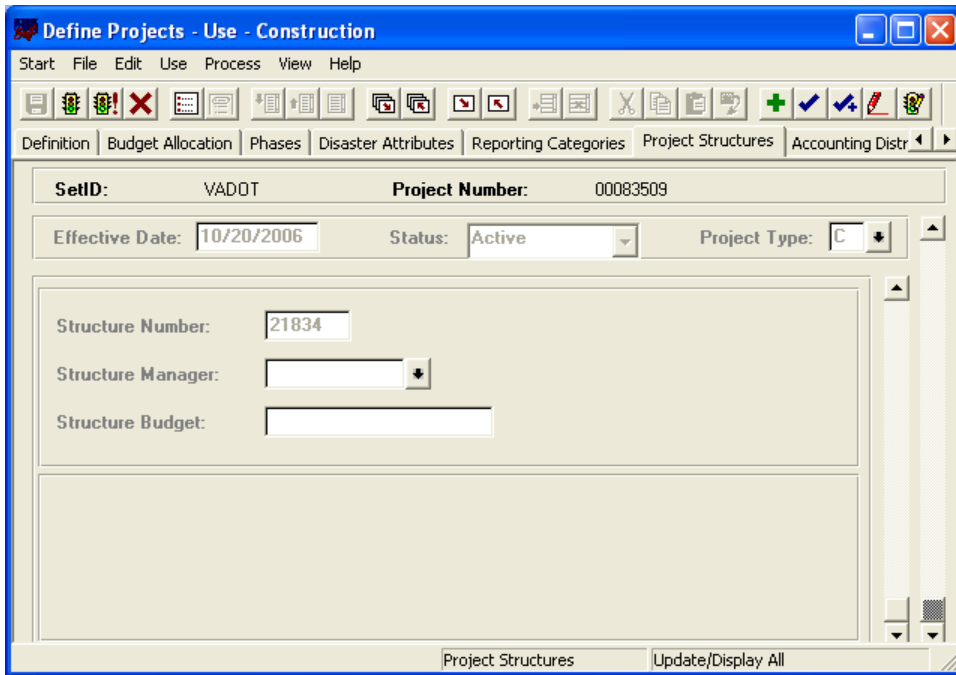 Define Projects - Use - Construction
Start File Edit Use Process View Help
Definition Budget Allocation Phases Disaster Attributes Reporting Categories Project Structures Accounting Distr
SetID: VADOT Project Number: 00083509
Effective Date: 10/20/2006 Status: Active Project Type: C
Structure Number: 21834
Structure Manager:
Structure Budget:
Project Structures Update/Display All